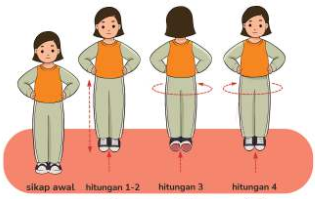 sikap awal
hitungan 1-2
hitungan 3
hitungan 4